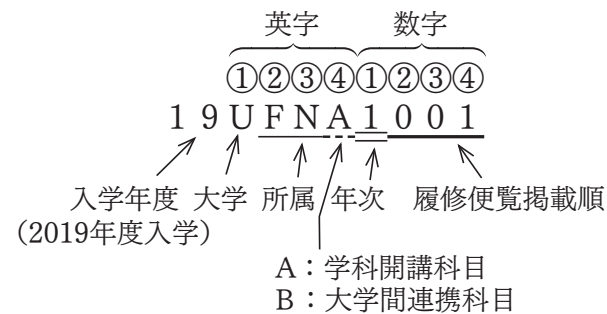 英字 数字
①②③④①②③④
19UFNA1001
入学年度 大学 所属 年次 履修便覧掲載順
（2019年度入学）
A：学科開講科目
B：大学間連携科目